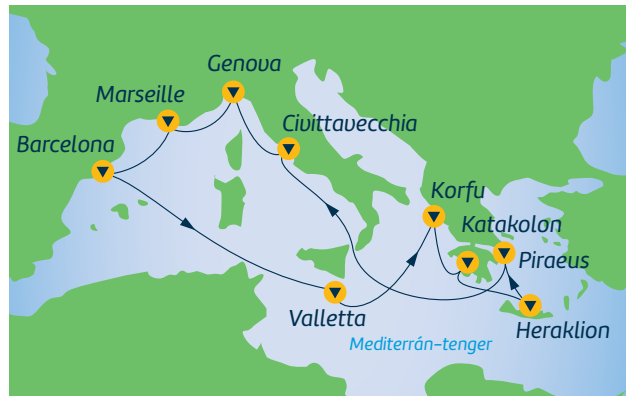 Genova
Marseille
Civittavecchia
Barcelona
Korfu
Katakolon
Piraeus
Valletta
Heraklion
Mediterrán-tenger